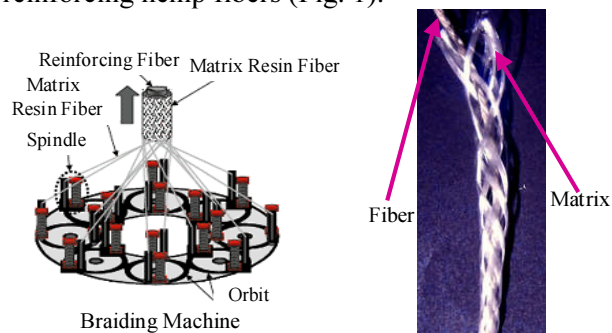 reinforcing hemp fibers (Fig. 1).
Reinforcing Fiber
Matrix Resin Fiber
Matrix
Resin Fiber
Spindle
Fiber
Matrix
Orbit
Braiding Machine